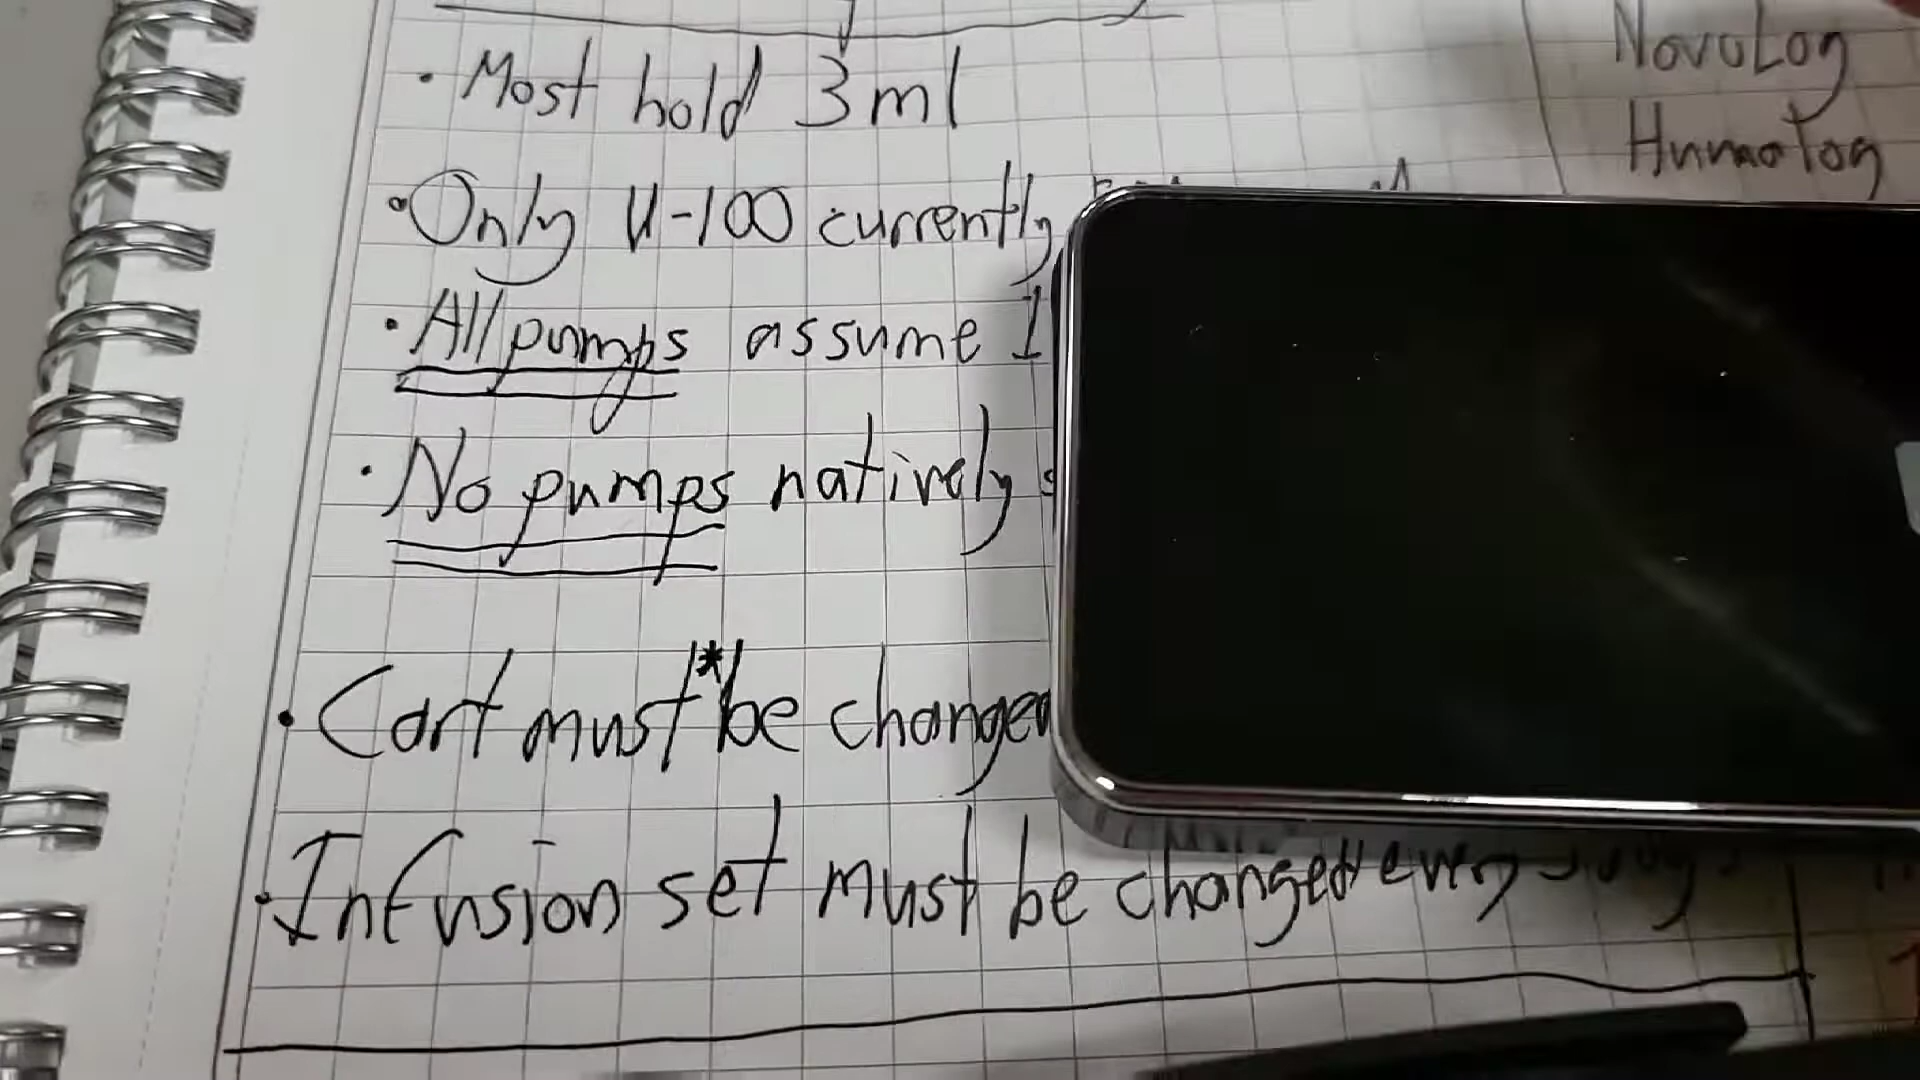 • Most hold 3 ml
• Only U-100 currently
• All pumps assume
• No pumps natively
• Cart must* be changed
• Infusion set must be changed every
Novolog
Humalog